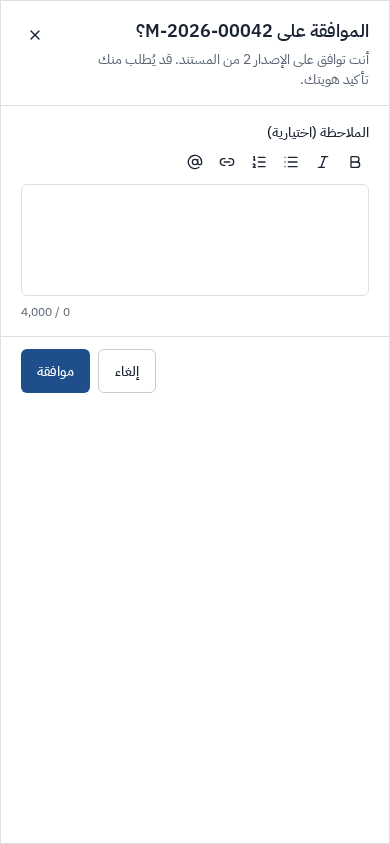 الموافقة على M-2026-00042؟
أنت توافق على الإصدار 2 من المستند. قد يُطلب منك
تأكيد هويتك.
الملاحظة (اختيارية)
0 / 4,000
إلغاء
موافقة